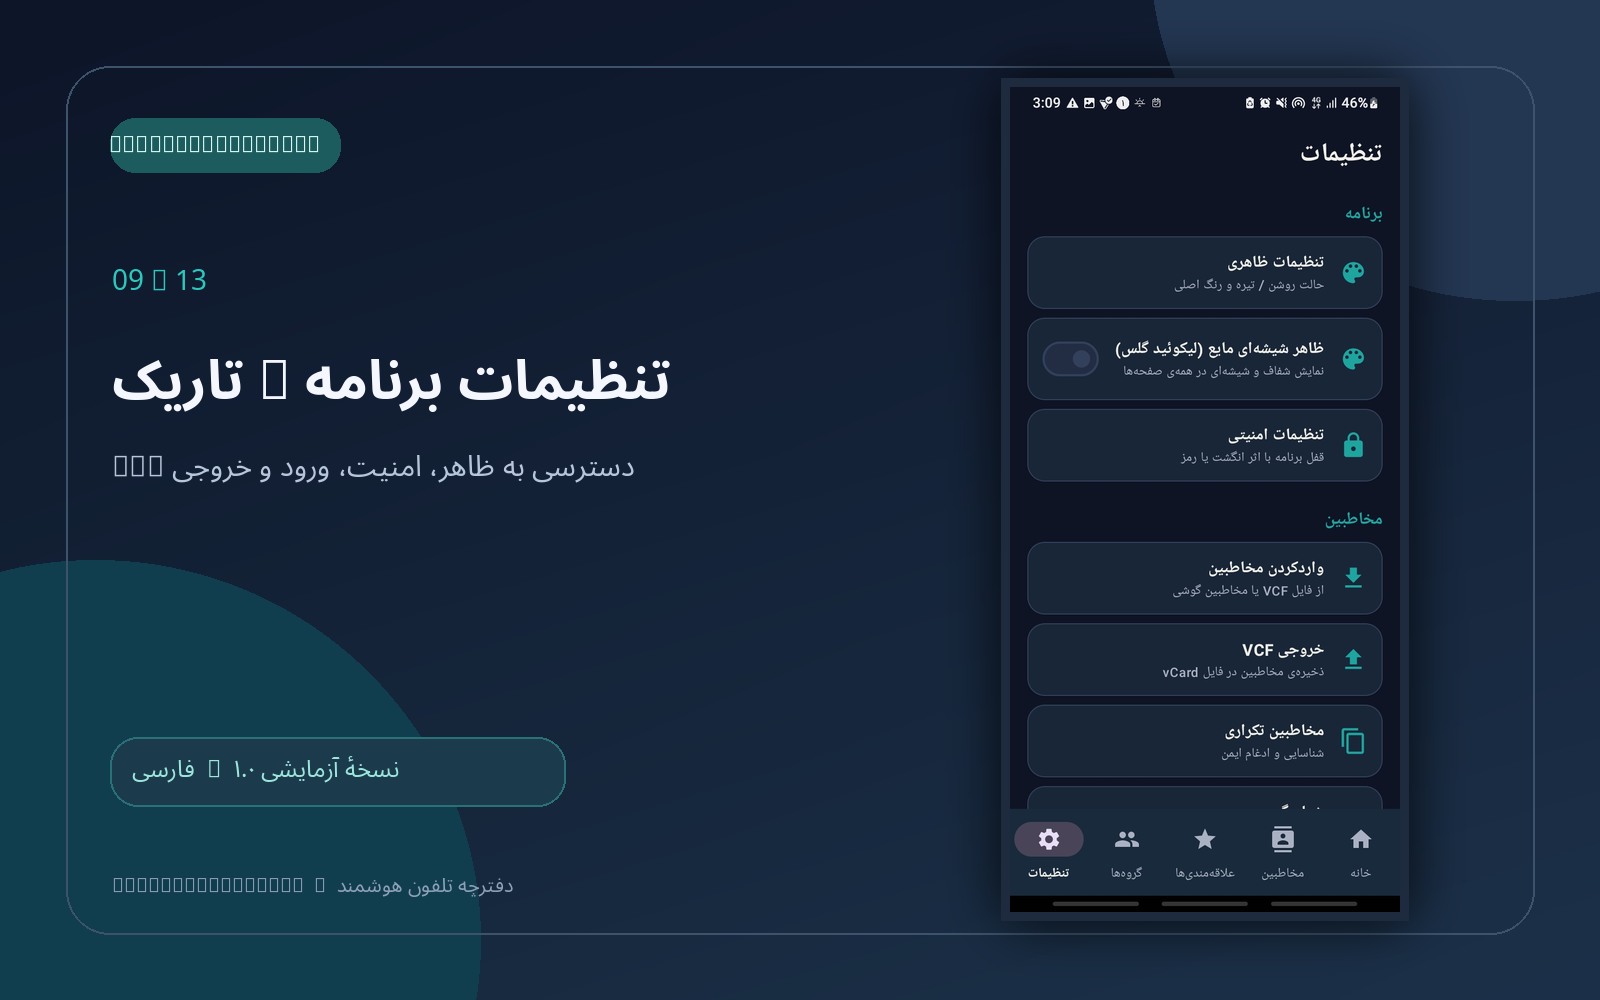 09 13
تنظیمات برنامه تاریک
دسترسی به ظاهر، امنیت، ورود و خروجی
نسخهٔ آزمایشی ۱.۰ فارسی
دفترچه تلفون هوشمند
3:09 46%
تنظیمات
برنامه
تنظیمات ظاهری
حالت روشن / تیره و رنگ اصلی
ظاهر شیشه‌ای مایع (لیکوئید گلس)
نمایش شفاف و شیشه‌ای در همه‌ی صفحه‌ها
تنظیمات امنیتی
قفل برنامه با اثر انگشت یا رمز
مخاطبین
واردکردن مخاطبین
از فایل VCF یا مخاطبین گوشی
خروجی VCF
ذخیره‌ی مخاطبین در فایل vCard
مخاطبین تکراری
شناسایی و ادغام ایمن
خانه
مخاطبین
علاقه‌مندی‌ها
گروه‌ها
تنظیمات